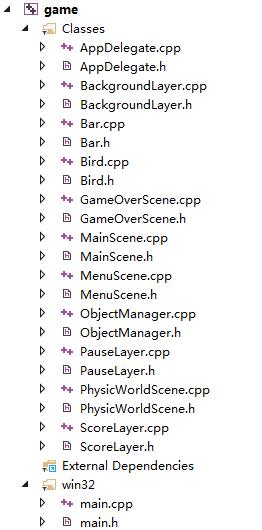 game
Classes
AppDelegate.cpp
AppDelegate.h
BackgroundLayer.cpp
BackgroundLayer.h
Bar.cpp
Bar.h
Bird.cpp
Bird.h
GameOverScene.cpp
GameOverScene.h
MainScene.cpp
MainScene.h
MenuScene.cpp
MenuScene.h
ObjectManager.cpp
ObjectManager.h
PauseLayer.cpp
PauseLayer.h
PhysicWorldScene.cpp
PhysicWorldScene.h
ScoreLayer.cpp
ScoreLayer.h
External Dependencies
win32
main.cpp
main.h